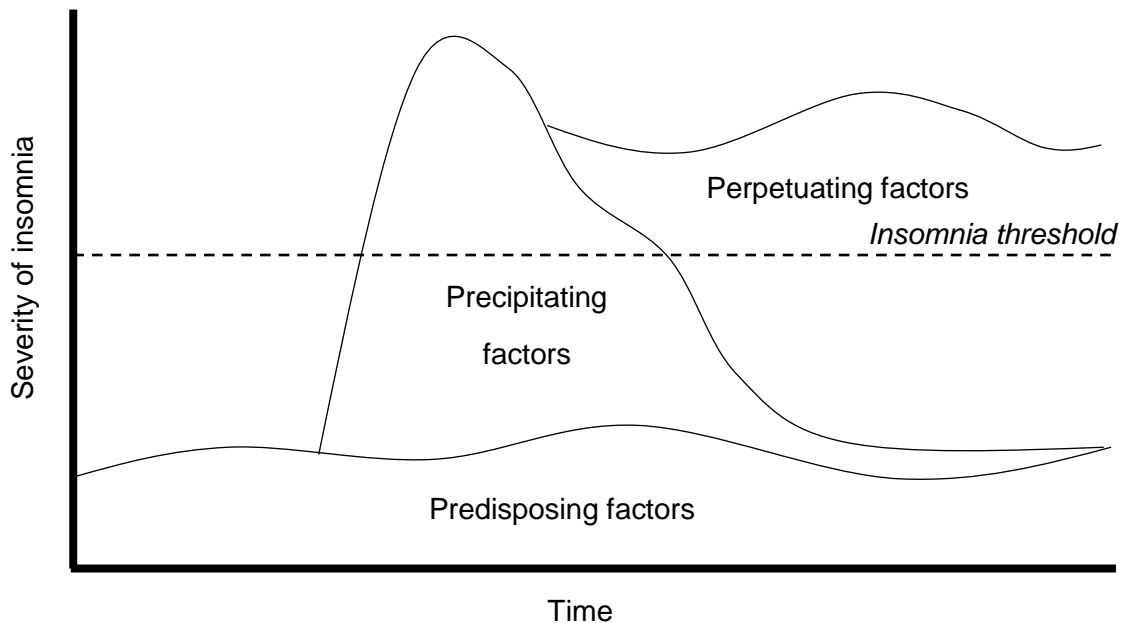 Severity of insomnia
Perpetuating factors
Insomnia threshold
Precipitating
factors
Predisposing factors
Time